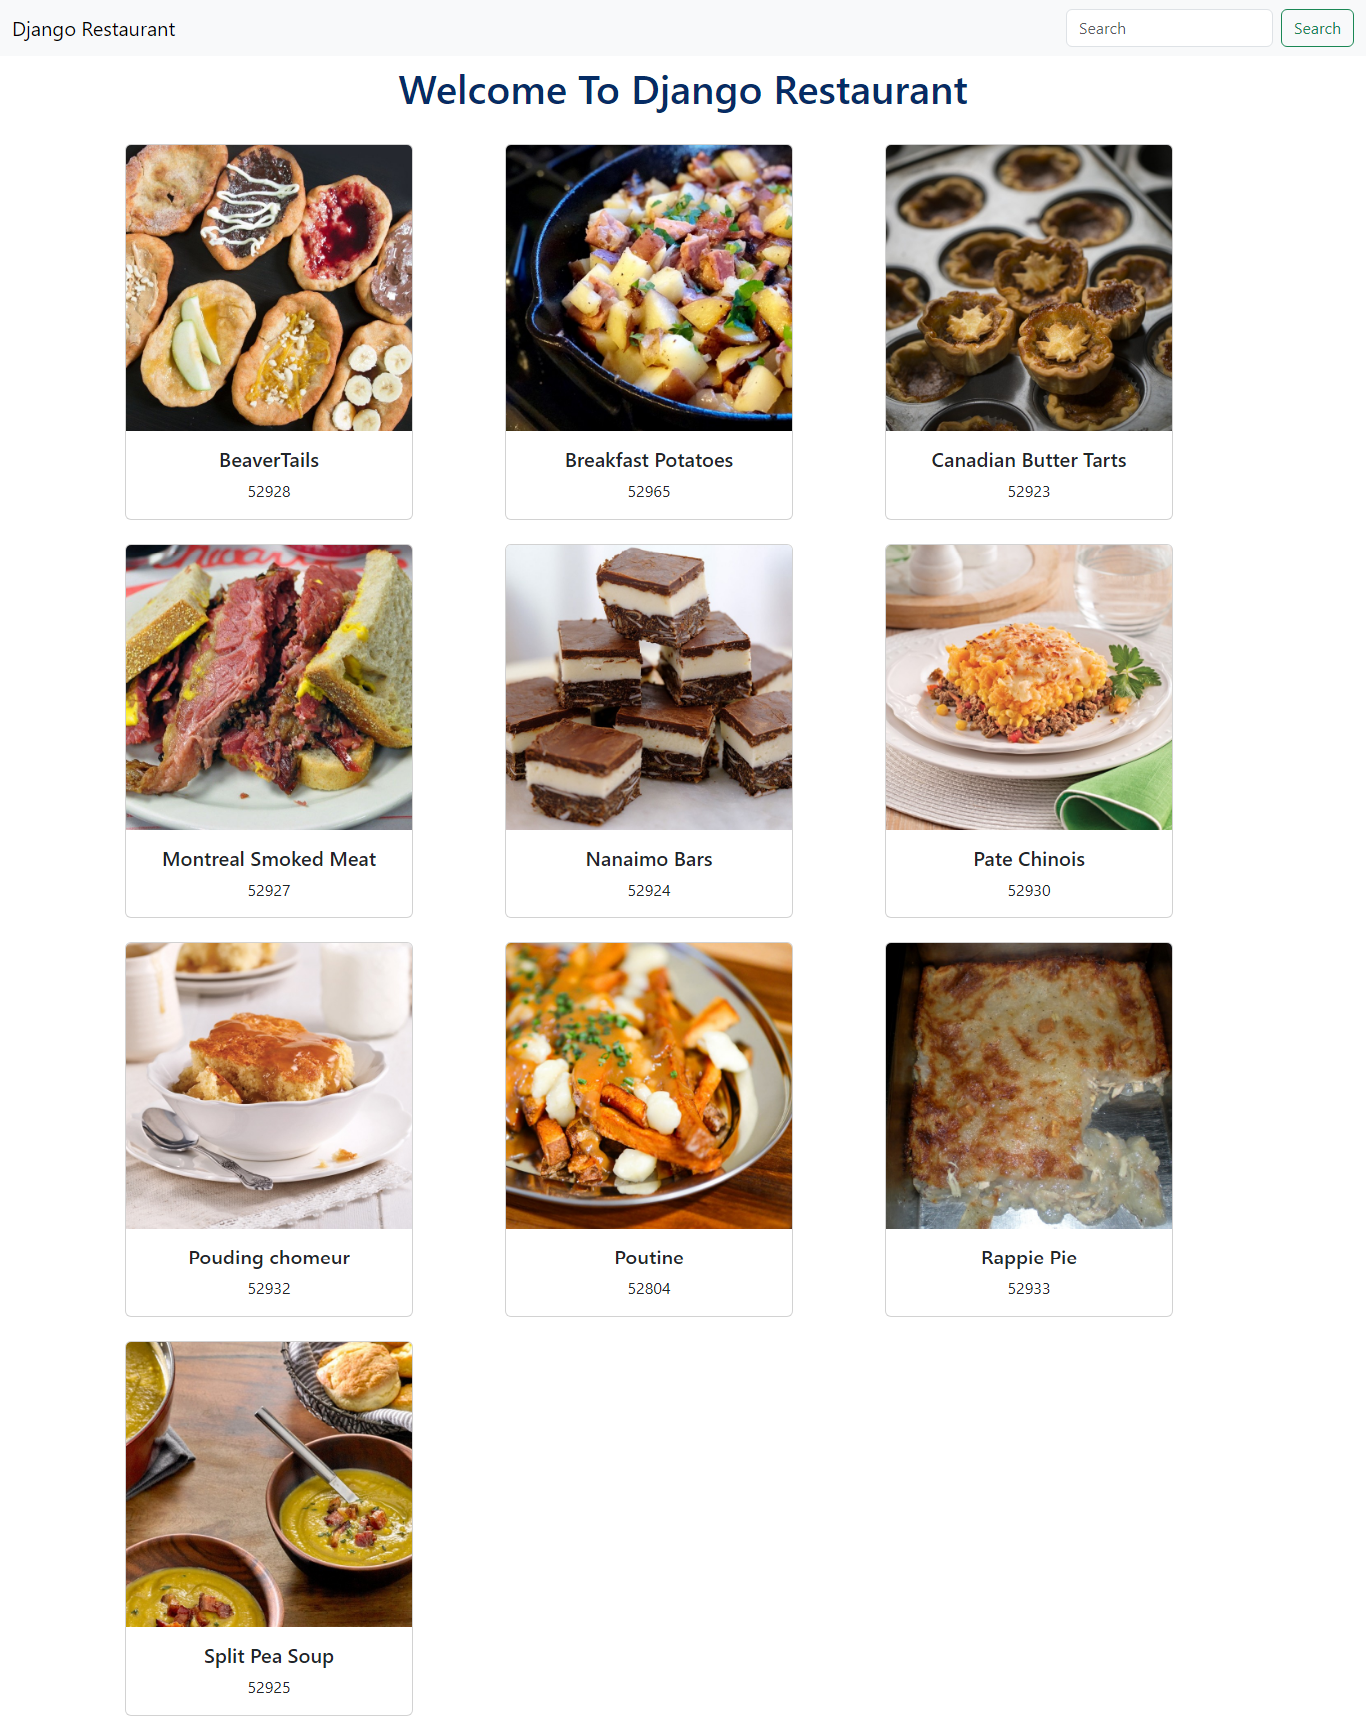 Django Restaurant
Search
Search
Welcome To Django Restaurant
BeaverTails
52928
Breakfast Potatoes
52965
Canadian Butter Tarts
52923
Montreal Smoked Meat
52927
Nanaimo Bars
52924
Pate Chinois
52930
Pouding chomeur
52932
Poutine
52804
Rappie Pie
52933
Split Pea Soup
52925